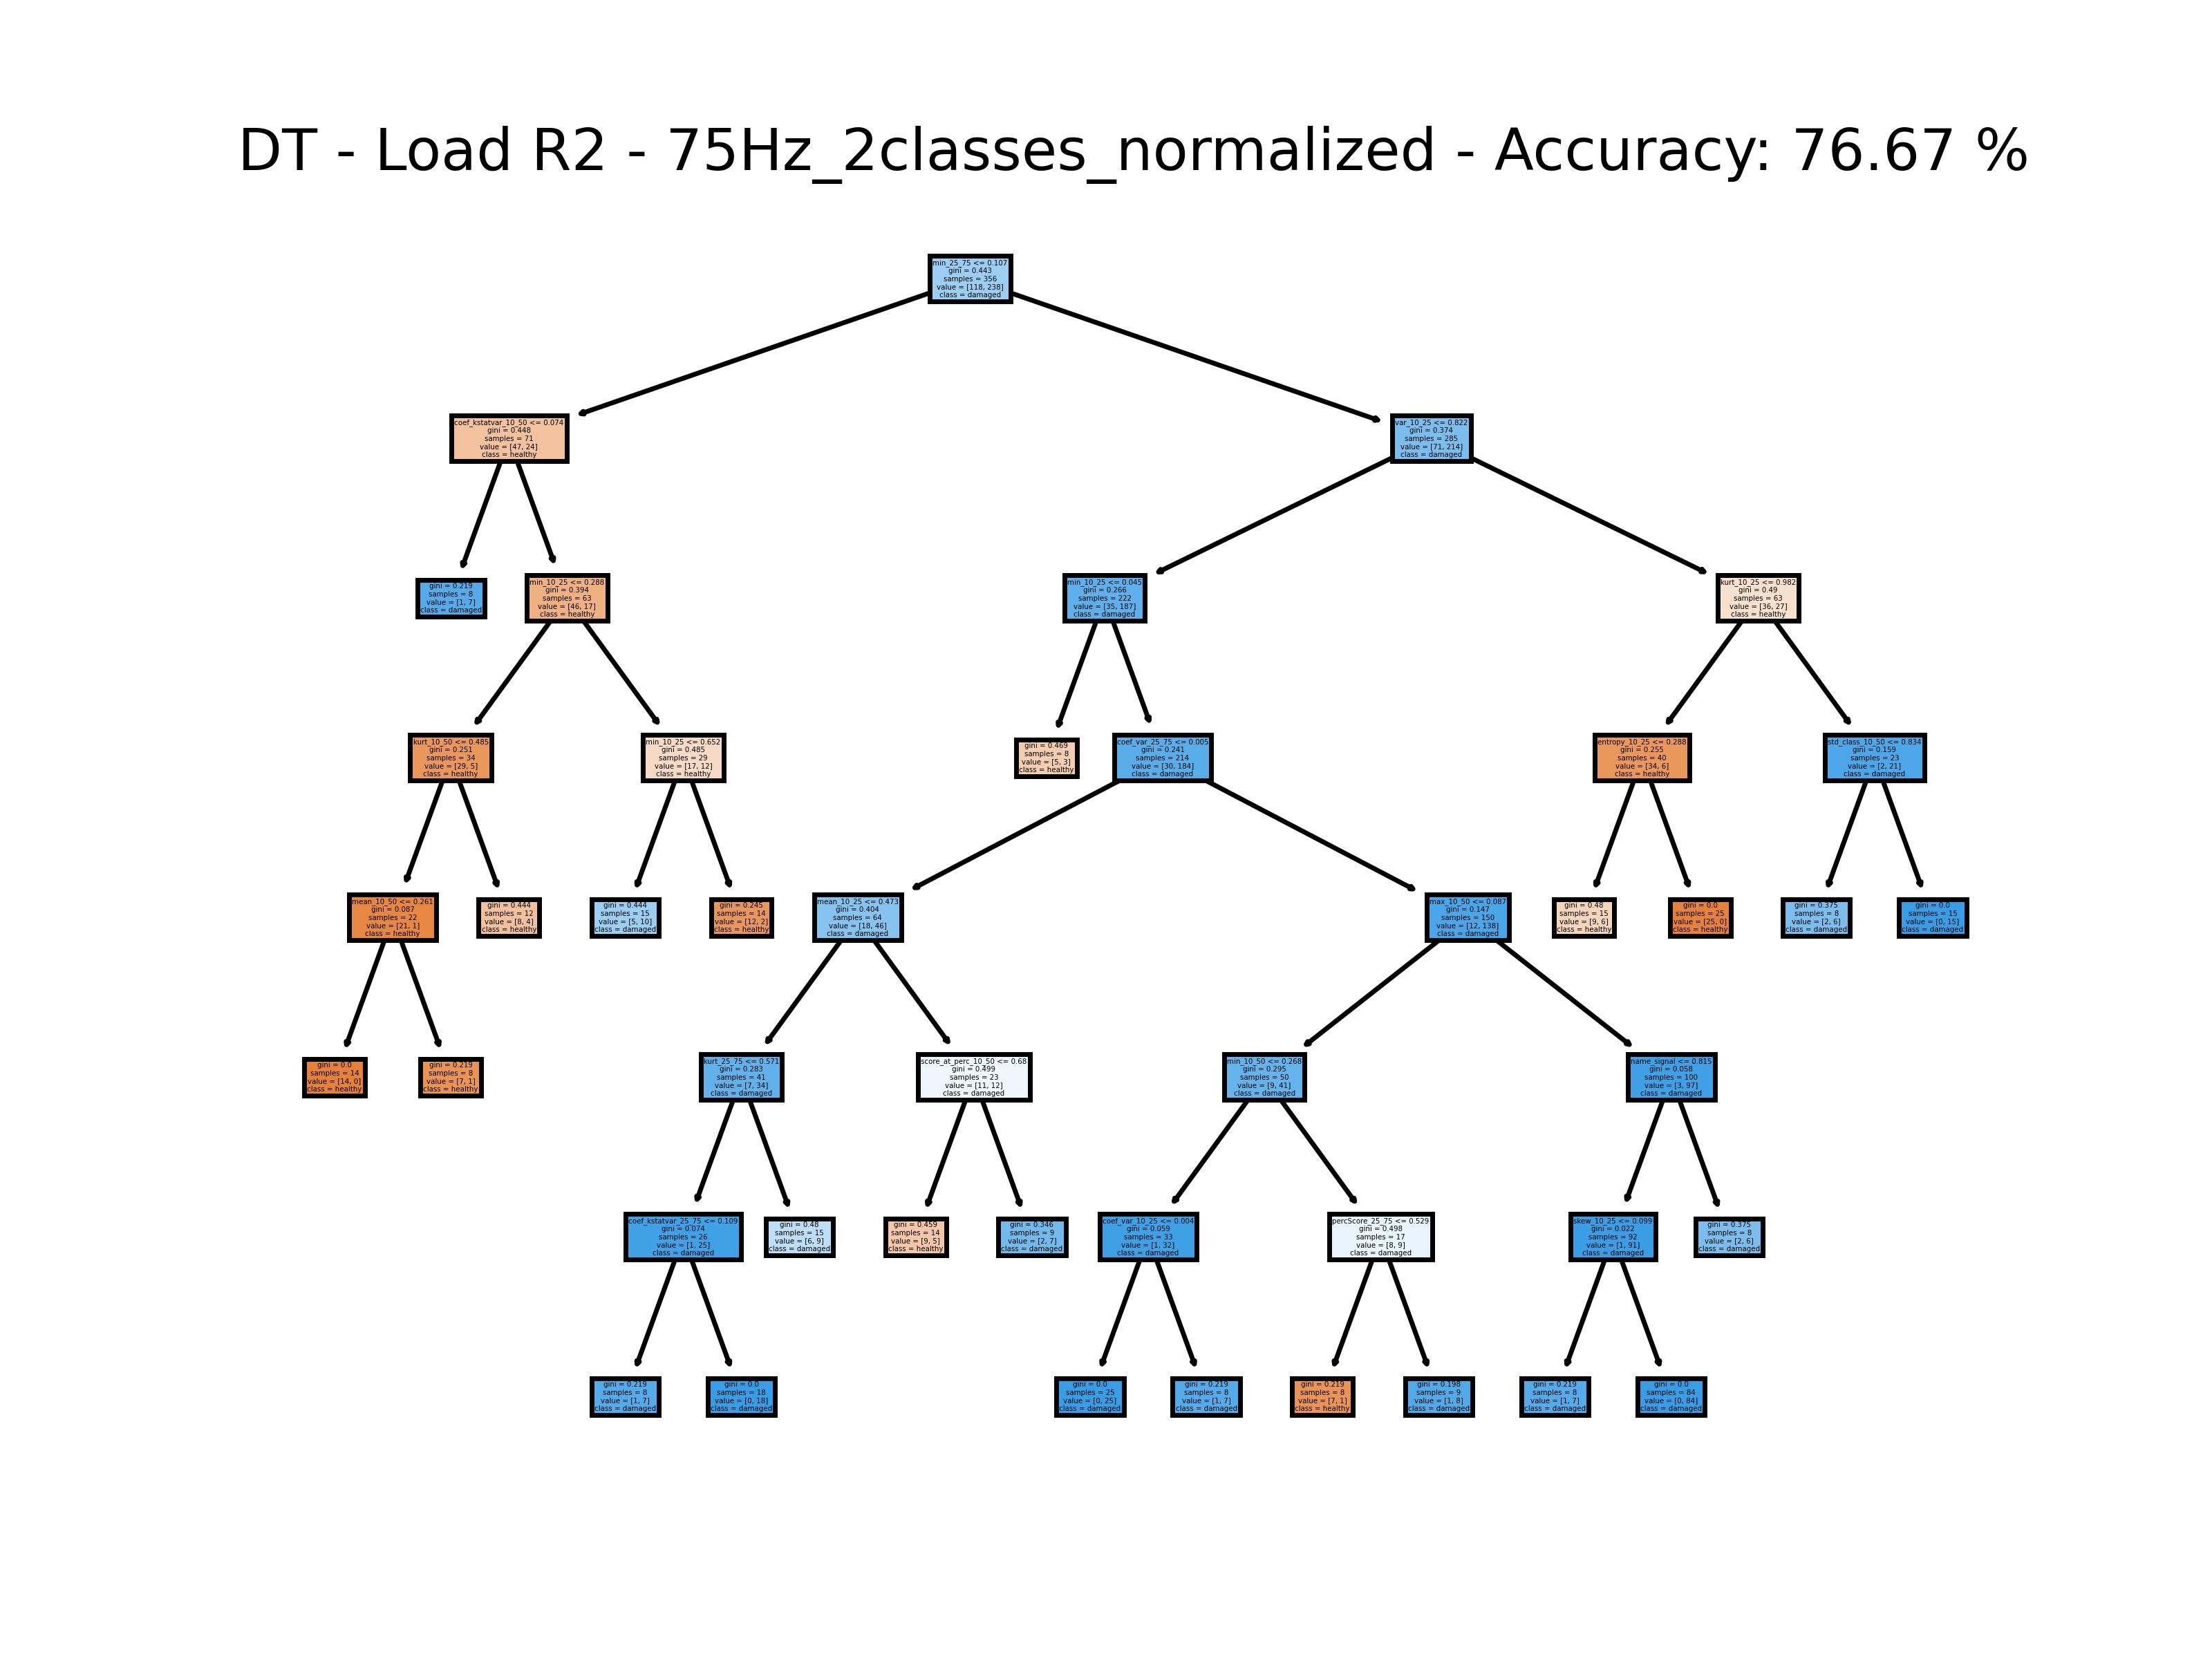 DT - Load R2 - 75Hz_2classes_normalized - Accuracy: 76.67 %
min_25_75 <= 0.107
gini = 0.443
samples = 356
value = [118, 238]
class = damaged
coef_kstatvar_10_50 <= 0.074
gini = 0.448
samples = 71
value = [47, 24]
class = healthy
var_10_25 <= 0.822
gini = 0.374
samples = 285
value = [71, 214]
class = damaged
gini = 0.219
samples = 8
value = [1, 7]
class = damaged
min_10_25 <= 0.288
gini = 0.394
samples = 63
value = [46, 17]
class = healthy
min_10_25 <= 0.045
gini = 0.266
samples = 222
value = [35, 187]
class = damaged
kurt_10_25 <= 0.982
gini = 0.49
samples = 63
value = [36, 27]
class = healthy
kurt_10_50 <= 0.485
gini = 0.251
samples = 34
value = [29, 5]
class = healthy
min_10_25 <= 0.652
gini = 0.485
samples = 29
value = [17, 12]
class = healthy
gini = 0.469
samples = 8
value = [5, 3]
class = healthy
coef_var_25_75 <= 0.005
gini = 0.241
samples = 214
value = [30, 184]
class = damaged
entropy_10_25 <= 0.288
gini = 0.255
samples = 40
value = [34, 6]
class = healthy
std_class_10_50 <= 0.834
gini = 0.159
samples = 23
value = [2, 21]
class = damaged
mean_10_50 <= 0.261
gini = 0.087
samples = 22
value = [21, 1]
class = healthy
gini = 0.444
samples = 12
value = [8, 4]
class = healthy
gini = 0.444
samples = 15
value = [5, 10]
class = damaged
gini = 0.245
samples = 14
value = [12, 2]
class = healthy
mean_10_25 <= 0.473
gini = 0.404
samples = 64
value = [18, 46]
class = damaged
max_10_50 <= 0.087
gini = 0.147
samples = 150
value = [12, 138]
class = damaged
gini = 0.48
samples = 15
value = [9, 6]
class = healthy
gini = 0.0
samples = 25
value = [25, 0]
class = healthy
gini = 0.375
samples = 8
value = [2, 6]
class = damaged
gini = 0.0
samples = 15
value = [0, 15]
class = damaged
gini = 0.0
samples = 14
value = [14, 0]
class = healthy
gini = 0.219
samples = 8
value = [7, 1]
class = healthy
kurt_25_75 <= 0.571
gini = 0.283
samples = 41
value = [7, 34]
class = damaged
score_at_perc_10_50 <= 0.68
gini = 0.499
samples = 23
value = [11, 12]
class = damaged
min_10_50 <= 0.268
gini = 0.295
samples = 50
value = [9, 41]
class = damaged
name_signal <= 0.815
gini = 0.058
samples = 100
value = [3, 97]
class = damaged
coef_kstatvar_25_75 <= 0.109
gini = 0.074
samples = 26
value = [1, 25]
class = damaged
gini = 0.48
samples = 15
value = [6, 9]
class = damaged
gini = 0.459
samples = 14
value = [9, 5]
class = healthy
gini = 0.346
samples = 9
value = [2, 7]
class = damaged
coef_var_10_25 <= 0.004
gini = 0.059
samples = 33
value = [1, 32]
class = damaged
percScore_25_75 <= 0.529
gini = 0.498
samples = 17
value = [8, 9]
class = damaged
skew_10_25 <= 0.099
gini = 0.022
samples = 92
value = [1, 91]
class = damaged
gini = 0.375
samples = 8
value = [2, 6]
class = damaged
gini = 0.219
samples = 8
value = [1, 7]
class = damaged
gini = 0.0
samples = 18
value = [0, 18]
class = damaged
gini = 0.0
samples = 25
value = [0, 25]
class = damaged
gini = 0.219
samples = 8
value = [1, 7]
class = damaged
gini = 0.219
samples = 8
value = [7, 1]
class = healthy
gini = 0.198
samples = 9
value = [1, 8]
class = damaged
gini = 0.219
samples = 8
value = [1, 7]
class = damaged
gini = 0.0
samples = 84
value = [0, 84]
class = damaged